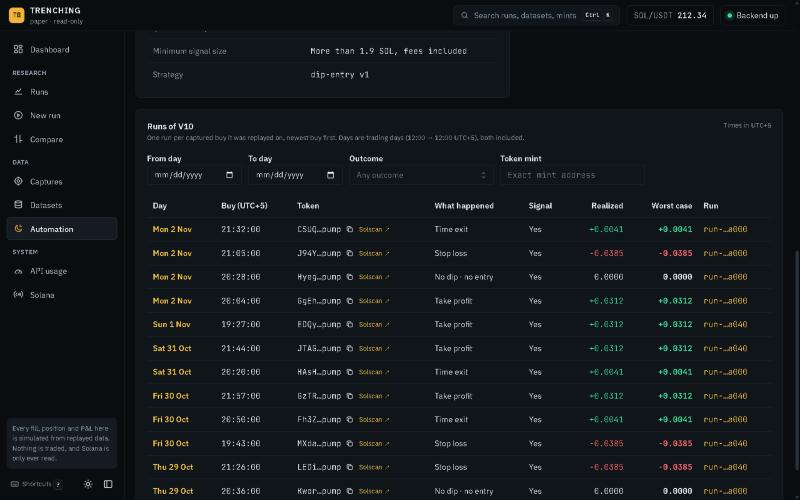 TB TRENCHING
paper · read-only
Search runs, datasets, mints Ctrl K
SOL/USDT 212.34
Backend up
Dashboard
RESEARCH
Runs
New run
Compare
DATA
Captures
Datasets
Automation
SYSTEM
API usage
Solana
Every fill, position and P&L here
is simulated from replayed data.
Nothing is traded, and Solana is
only ever read.
Shortcuts ?
Minimum signal size More than 1.9 SOL, fees included
Strategy dip-entry v1
Runs of V10 Times in UTC+5
One run per captured buy it was replayed on, newest buy first. Days are trading days (12:00 → 12:00 UTC+5), both included.
From day To day Outcome Token mint
mm/dd/yyyy mm/dd/yyyy Any outcome Exact mint address
Day Buy (UTC+5) Token What happened Signal Realized Worst case Run
Mon 2 Nov 21:32:00 CSUQ…pump Solscan ↗ Time exit Yes +0.0041 +0.0041 run-…a000
Mon 2 Nov 21:05:00 J94Y…pump Solscan ↗ Stop loss Yes -0.0385 -0.0385 run-…a040
Mon 2 Nov 20:28:00 Hyeg…pump Solscan ↗ No dip · no entry Yes 0.0000 0.0000 run-…a000
Mon 2 Nov 20:04:00 GgEh…pump Solscan ↗ Take profit Yes +0.0312 +0.0312 run-…a000
Sun 1 Nov 19:27:00 EDQy…pump Solscan ↗ Take profit Yes +0.0312 +0.0312 run-…a040
Sat 31 Oct 21:44:00 JTAG…pump Solscan ↗ Take profit Yes +0.0312 +0.0312 run-…a040
Sat 31 Oct 20:20:00 HAsH…pump Solscan ↗ Time exit Yes +0.0041 +0.0041 run-…a000
Fri 30 Oct 21:57:00 GzTR…pump Solscan ↗ Take profit Yes +0.0312 +0.0312 run-…a040
Fri 30 Oct 20:50:00 Fh3Z…pump Solscan ↗ Time exit Yes +0.0041 +0.0041 run-…a000
Fri 30 Oct 19:43:00 MXda…pump Solscan ↗ Stop loss Yes -0.0385 -0.0385 run-…a040
Thu 29 Oct 21:26:00 LEDi…pump Solscan ↗ Stop loss Yes -0.0385 -0.0385 run-…a040
Thu 29 Oct 20:36:00 Kwor…pump Solscan ↗ No dip · no entry Yes 0.0000 0.0000 run-…a000